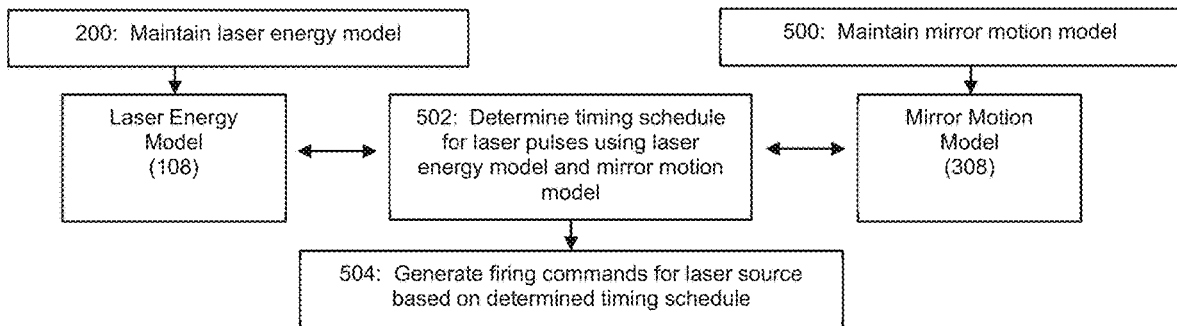 200: Maintain laser energy model
500: Maintain mirror motion model
Laser Energy
Model
(108)
502: Determine timing schedule
for laser pulses using laser
energy model and mirror motion
model
Mirror Motion
Model
(308)
504: Generate firing commands for laser source
based on determined timing schedule